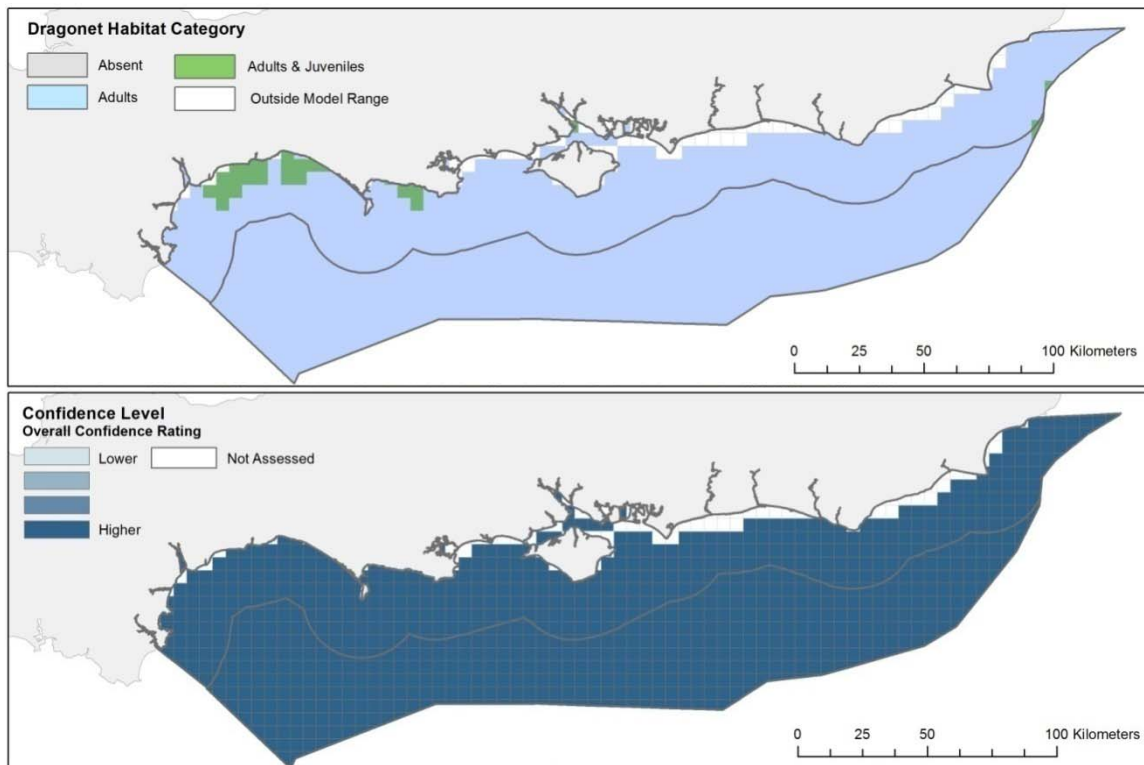 Dragonet Habitat Category
Absent
Adults & Juveniles
Adults
Outside Model Range
0 25 50 100 Kilometers
Confidence Level
Overall Confidence Rating
Lower
Not Assessed
Higher
0 25 50 100 Kilometers